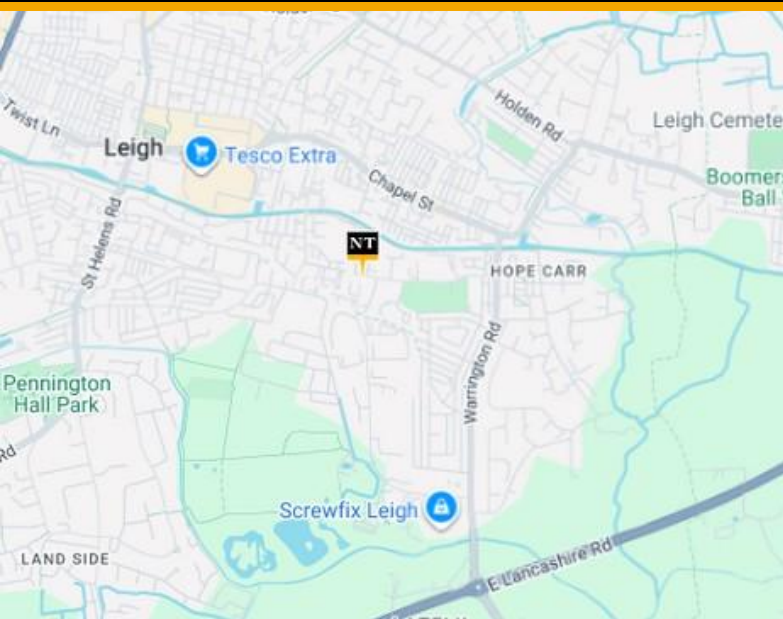 Twist Ln
Holden Rd
Leigh
Tesco Extra
Leigh Cemete
Chapel St
Boomers
Ball
St Helens Rd
NT
HOPE CARR
Warrington Rd
Pennington
Hall Park
Rd
Screwfix Leigh
LAND SIDE
E Lancashire Rd